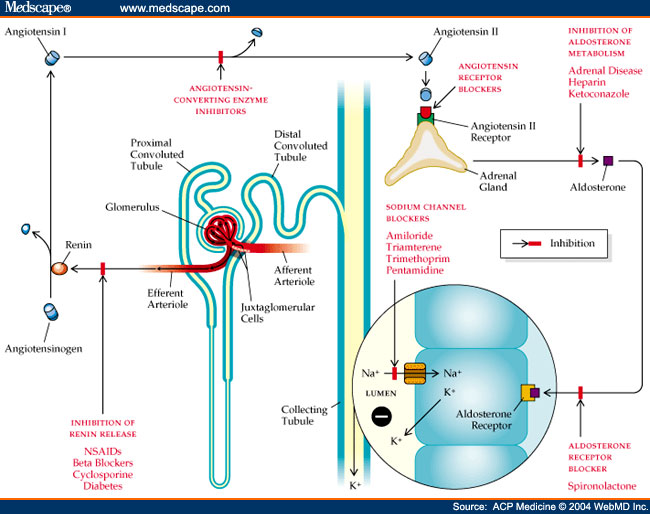 Medscape® www.medscape.com
Angiotensin I
Angiotensin II
ANGIOTENSIN-
CONVERTING ENZYME
INHIBITORS
ANGIOTENSIN
RECEPTOR
BLOCKERS
INHIBITION OF
ALDOSTERONE
METABOLISM
Adrenal Disease
Heparin
Ketoconazole
Angiotensin II
Receptor
Adrenal
Gland
Aldosterone
Proximal
Convoluted
Tubule
Distal
Convoluted
Tubule
Glomerulus
Renin
Afferent
Arteriole
Efferent
Arteriole
Juxtaglomerular
Cells
Angiotensinogen
SODIUM CHANNEL
BLOCKERS
Amiloride
Triamterene
Trimethoprim
Pentamidine
Inhibition
INHIBITION OF
RENIN RELEASE
NSAIDs
Beta Blockers
Cyclosporine
Diabetes
Collecting
Tubule
K+
Na+
Na+
LUMEN
K+
K+
Aldosterone
Receptor
ALDOSTERONE
RECEPTOR
BLOCKER
Spironolactone
Source: ACP Medicine © 2004 WebMD Inc.